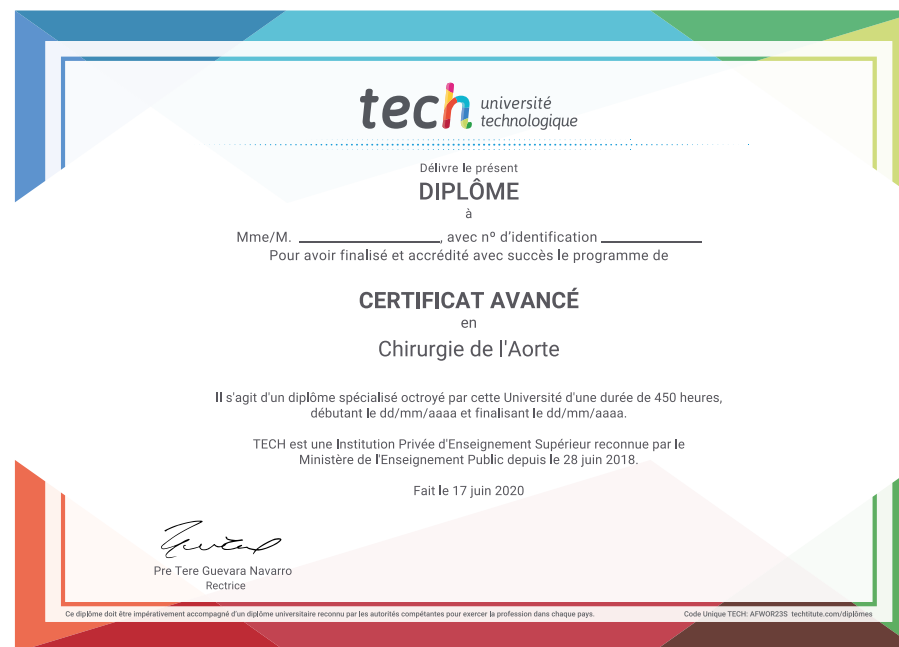 tech université
technologique
Délivre le présent
DIPLÔME
à
Mme/M. ____________________, avec nº d'identification ______________
Pour avoir finalisé et accrédité avec succès le programme de
CERTIFICAT AVANCÉ
en
Chirurgie de l'Aorte
Il s'agit d'un diplôme spécialisé octroyé par cette Université d'une durée de 450 heures,
débutant le dd/mm/aaaa et finalisant le dd/mm/aaaa.
TECH est une Institution Privée d'Enseignement Supérieur reconnue par le
Ministère de l'Enseignement Public depuis le 28 juin 2018.
Fait le 17 juin 2020
Pre Tere Guevara Navarro
Rectrice
Ce diplôme doit être impérativement accompagné d'un diplôme universitaire reconnu par les autorités compétentes pour exercer la profession dans chaque pays.
Code Unique TECH: AFWOR23S techtitute.com/diplômes